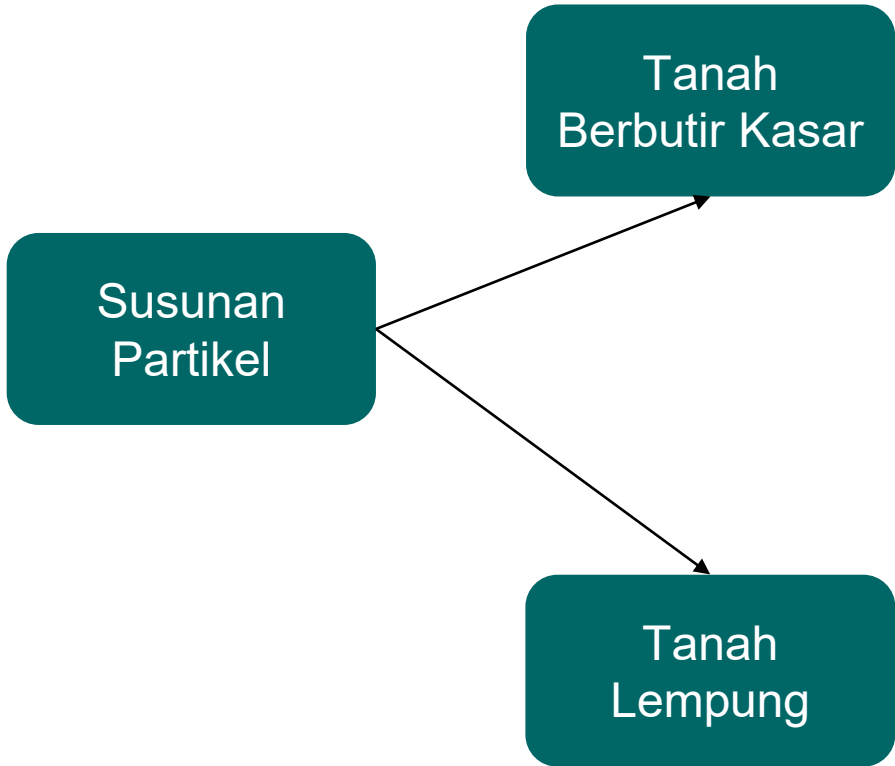 Tanah
Berbutir Kasar
Susunan
Partikel
Tanah
Lempung